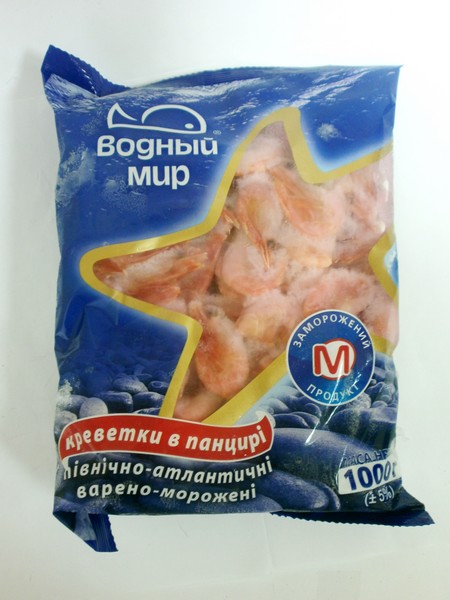 Водный
мир
®
ЗАМОРОЖЕНИЙ
М
ПРОДУКТ
креветки в панцирі
північно-атлантичні
варено-морожені
1000 г
(±5%)